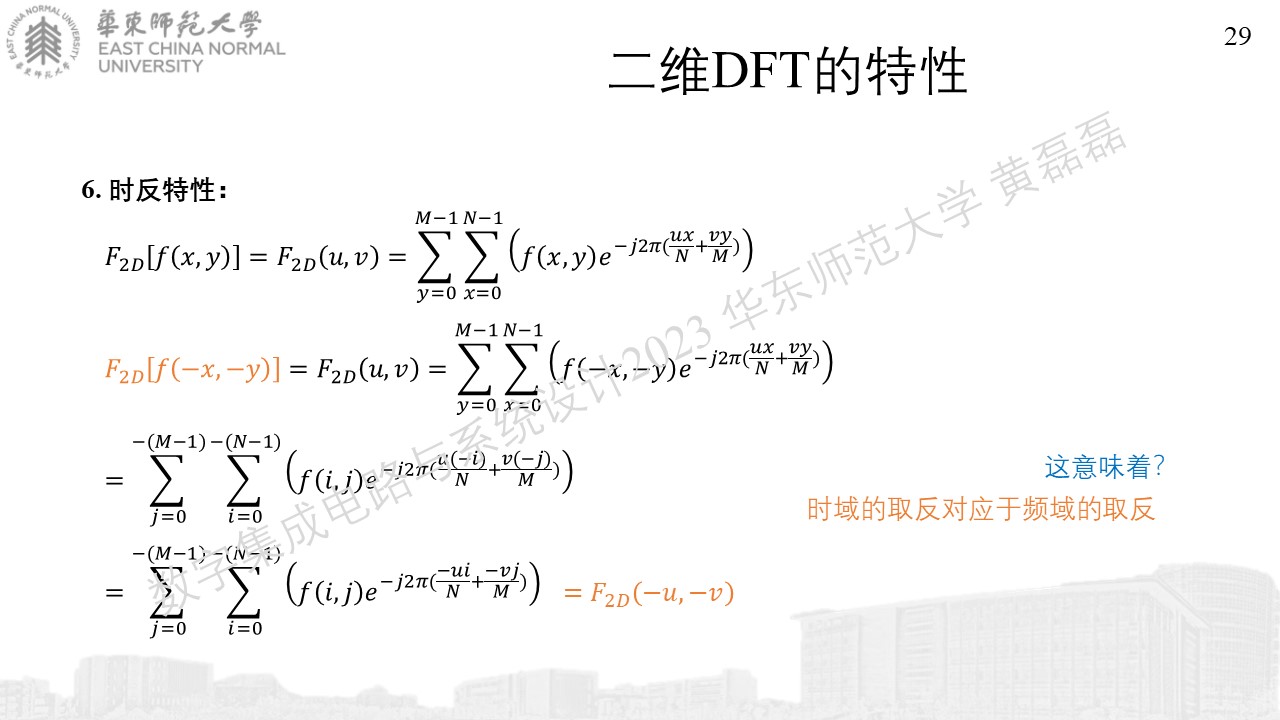 華東師範大學
EAST CHINA NORMAL
UNIVERSITY
29
二维DFT的特性
6. 时反特性：
F_{2D}[f(x,y)] = F_{2D}(u,v) = \sum_{y=0}^{M-1} \sum_{x=0}^{N-1} \left( f(x,y)e^{-j2\pi(\frac{ux}{N}+\frac{vy}{M})} \right)
F_{2D}[f(-x,-y)] = F_{2D}(u,v) = \sum_{y=0}^{M-1} \sum_{x=0}^{N-1} \left( f(-x,-y)e^{-j2\pi(\frac{ux}{N}+\frac{vy}{M})} \right)
= \sum_{j=0}^{-(M-1)} \sum_{i=0}^{-(N-1)} \left( f(i,j)e^{-j2\pi(\frac{u(-i)}{N}+\frac{v(-j)}{M})} \right)
这意味着？
时域的取反对应于频域的取反
= \sum_{j=0}^{-(M-1)} \sum_{i=0}^{-(N-1)} \left( f(i,j)e^{-j2\pi(\frac{-ui}{N}+\frac{-vj}{M})} \right) = F_{2D}(-u,-v)
数字集成电路与系统设计2023 华东师范大学 黄磊磊